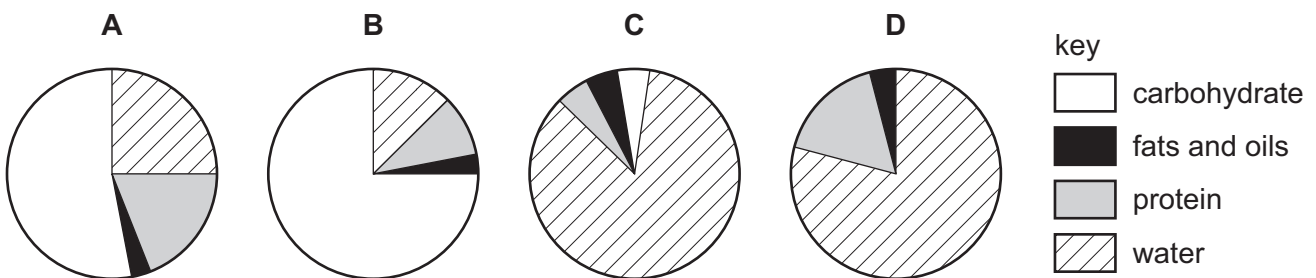 A B C D
key
carbohydrate
fats and oils
protein
water